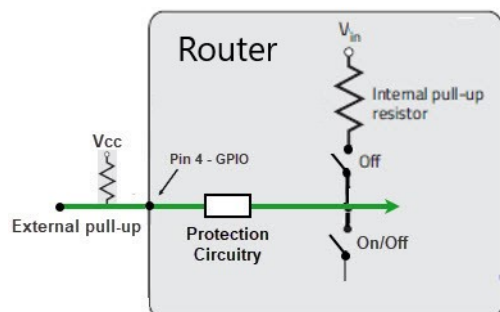 Router
Vin
Internal pull-up
resistor
Vcc
Pin 4 - GPIO
Off
External pull-up
Protection
Circuitry
On/Off